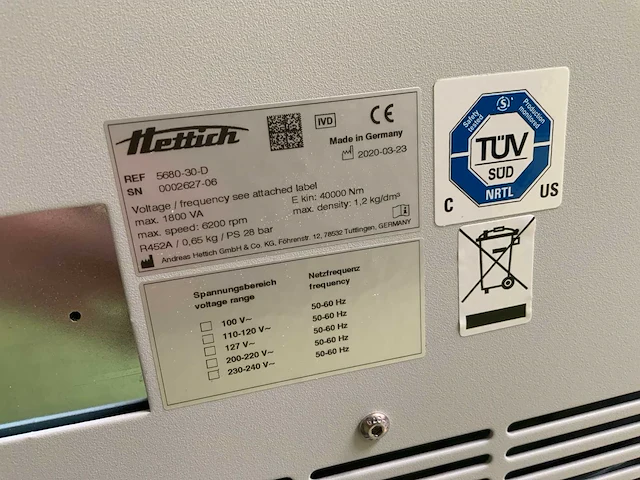 Hettich
IVD
CE
Made in Germany
2020-03-23
REF 5680-30-D
SN 0002627-06
Voltage / frequency see attached label
max. 1800 VA
E kin: 40000 Nm
max. speed: 6200 rpm
max. density: 1,2 kg/dm³
R452A / 0,65 kg / PS 28 bar
Andreas Hettich GmbH & Co. KG, Föhrenstr. 12, 78532 Tuttlingen, GERMANY
Spannungsbereich
voltage range
Netzfrequenz
frequency
100 V~ 50-60 Hz
110-120 V~ 50-60 Hz
127 V~ 50-60 Hz
200-220 V~ 50-60 Hz
230-240 V~ 50-60 Hz
Safety
tested
Production
monitored
S
TÜV
SÜD
NRTL
C US